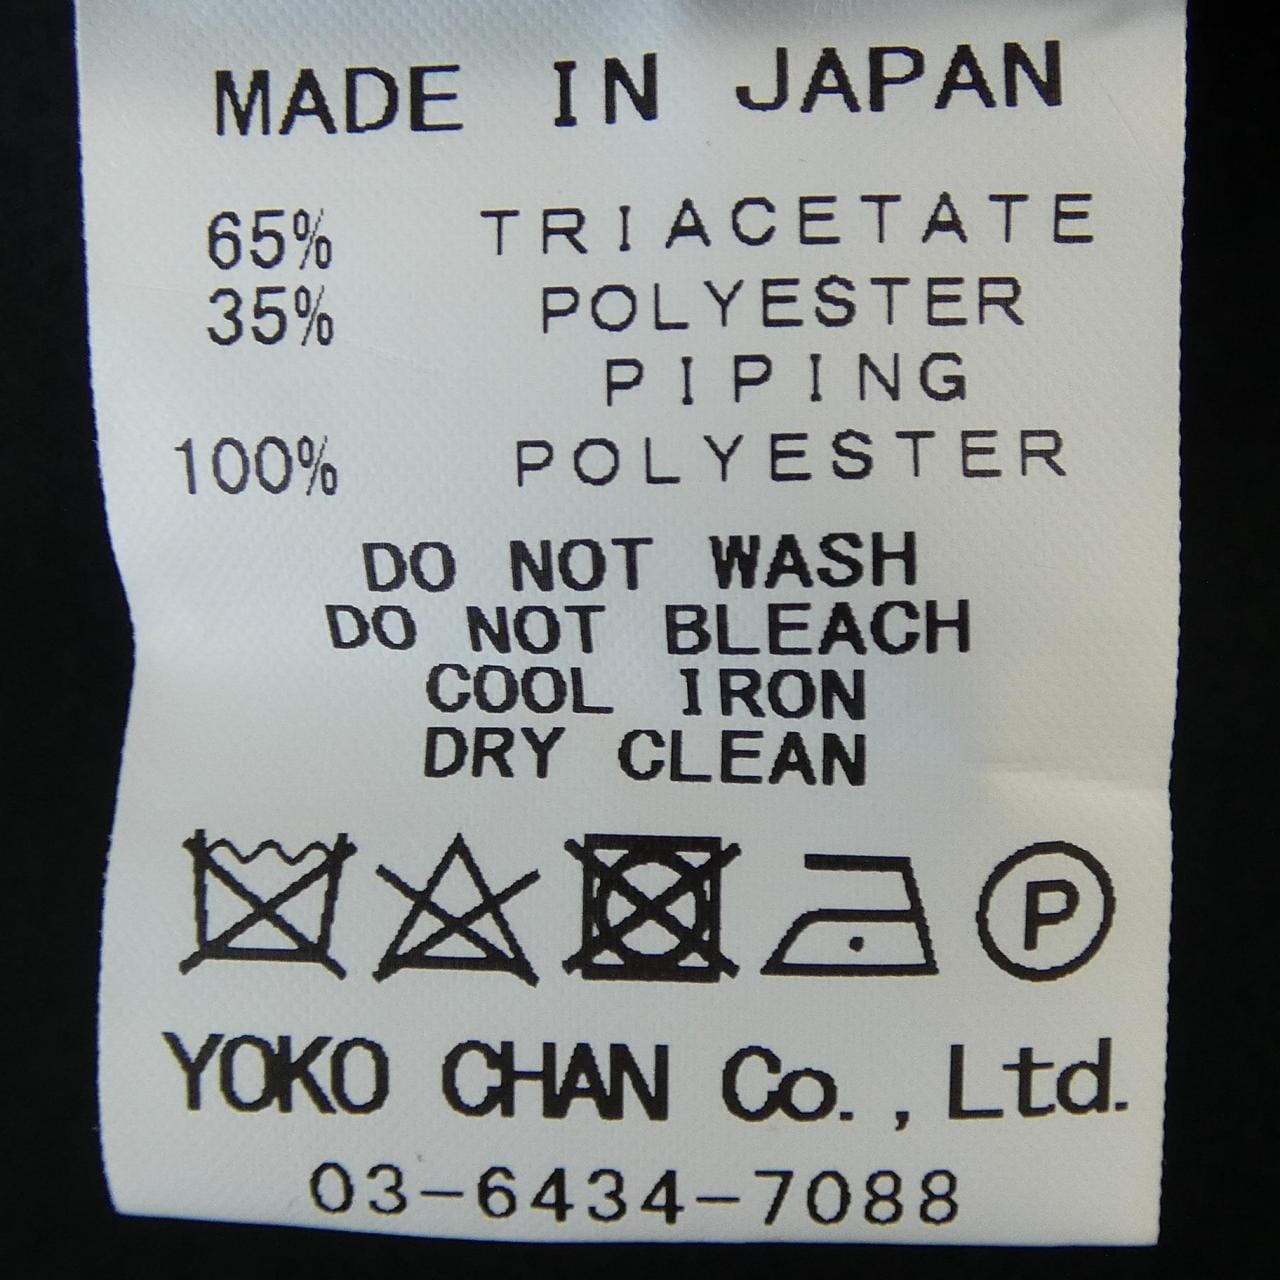 MADE IN JAPAN
65% TRIACETATE
35% POLYESTER
PIPING
100% POLYESTER
DO NOT WASH
DO NOT BLEACH
COOL IRON
DRY CLEAN
P
YOKO CHAN Co., Ltd.
03-6434-7088